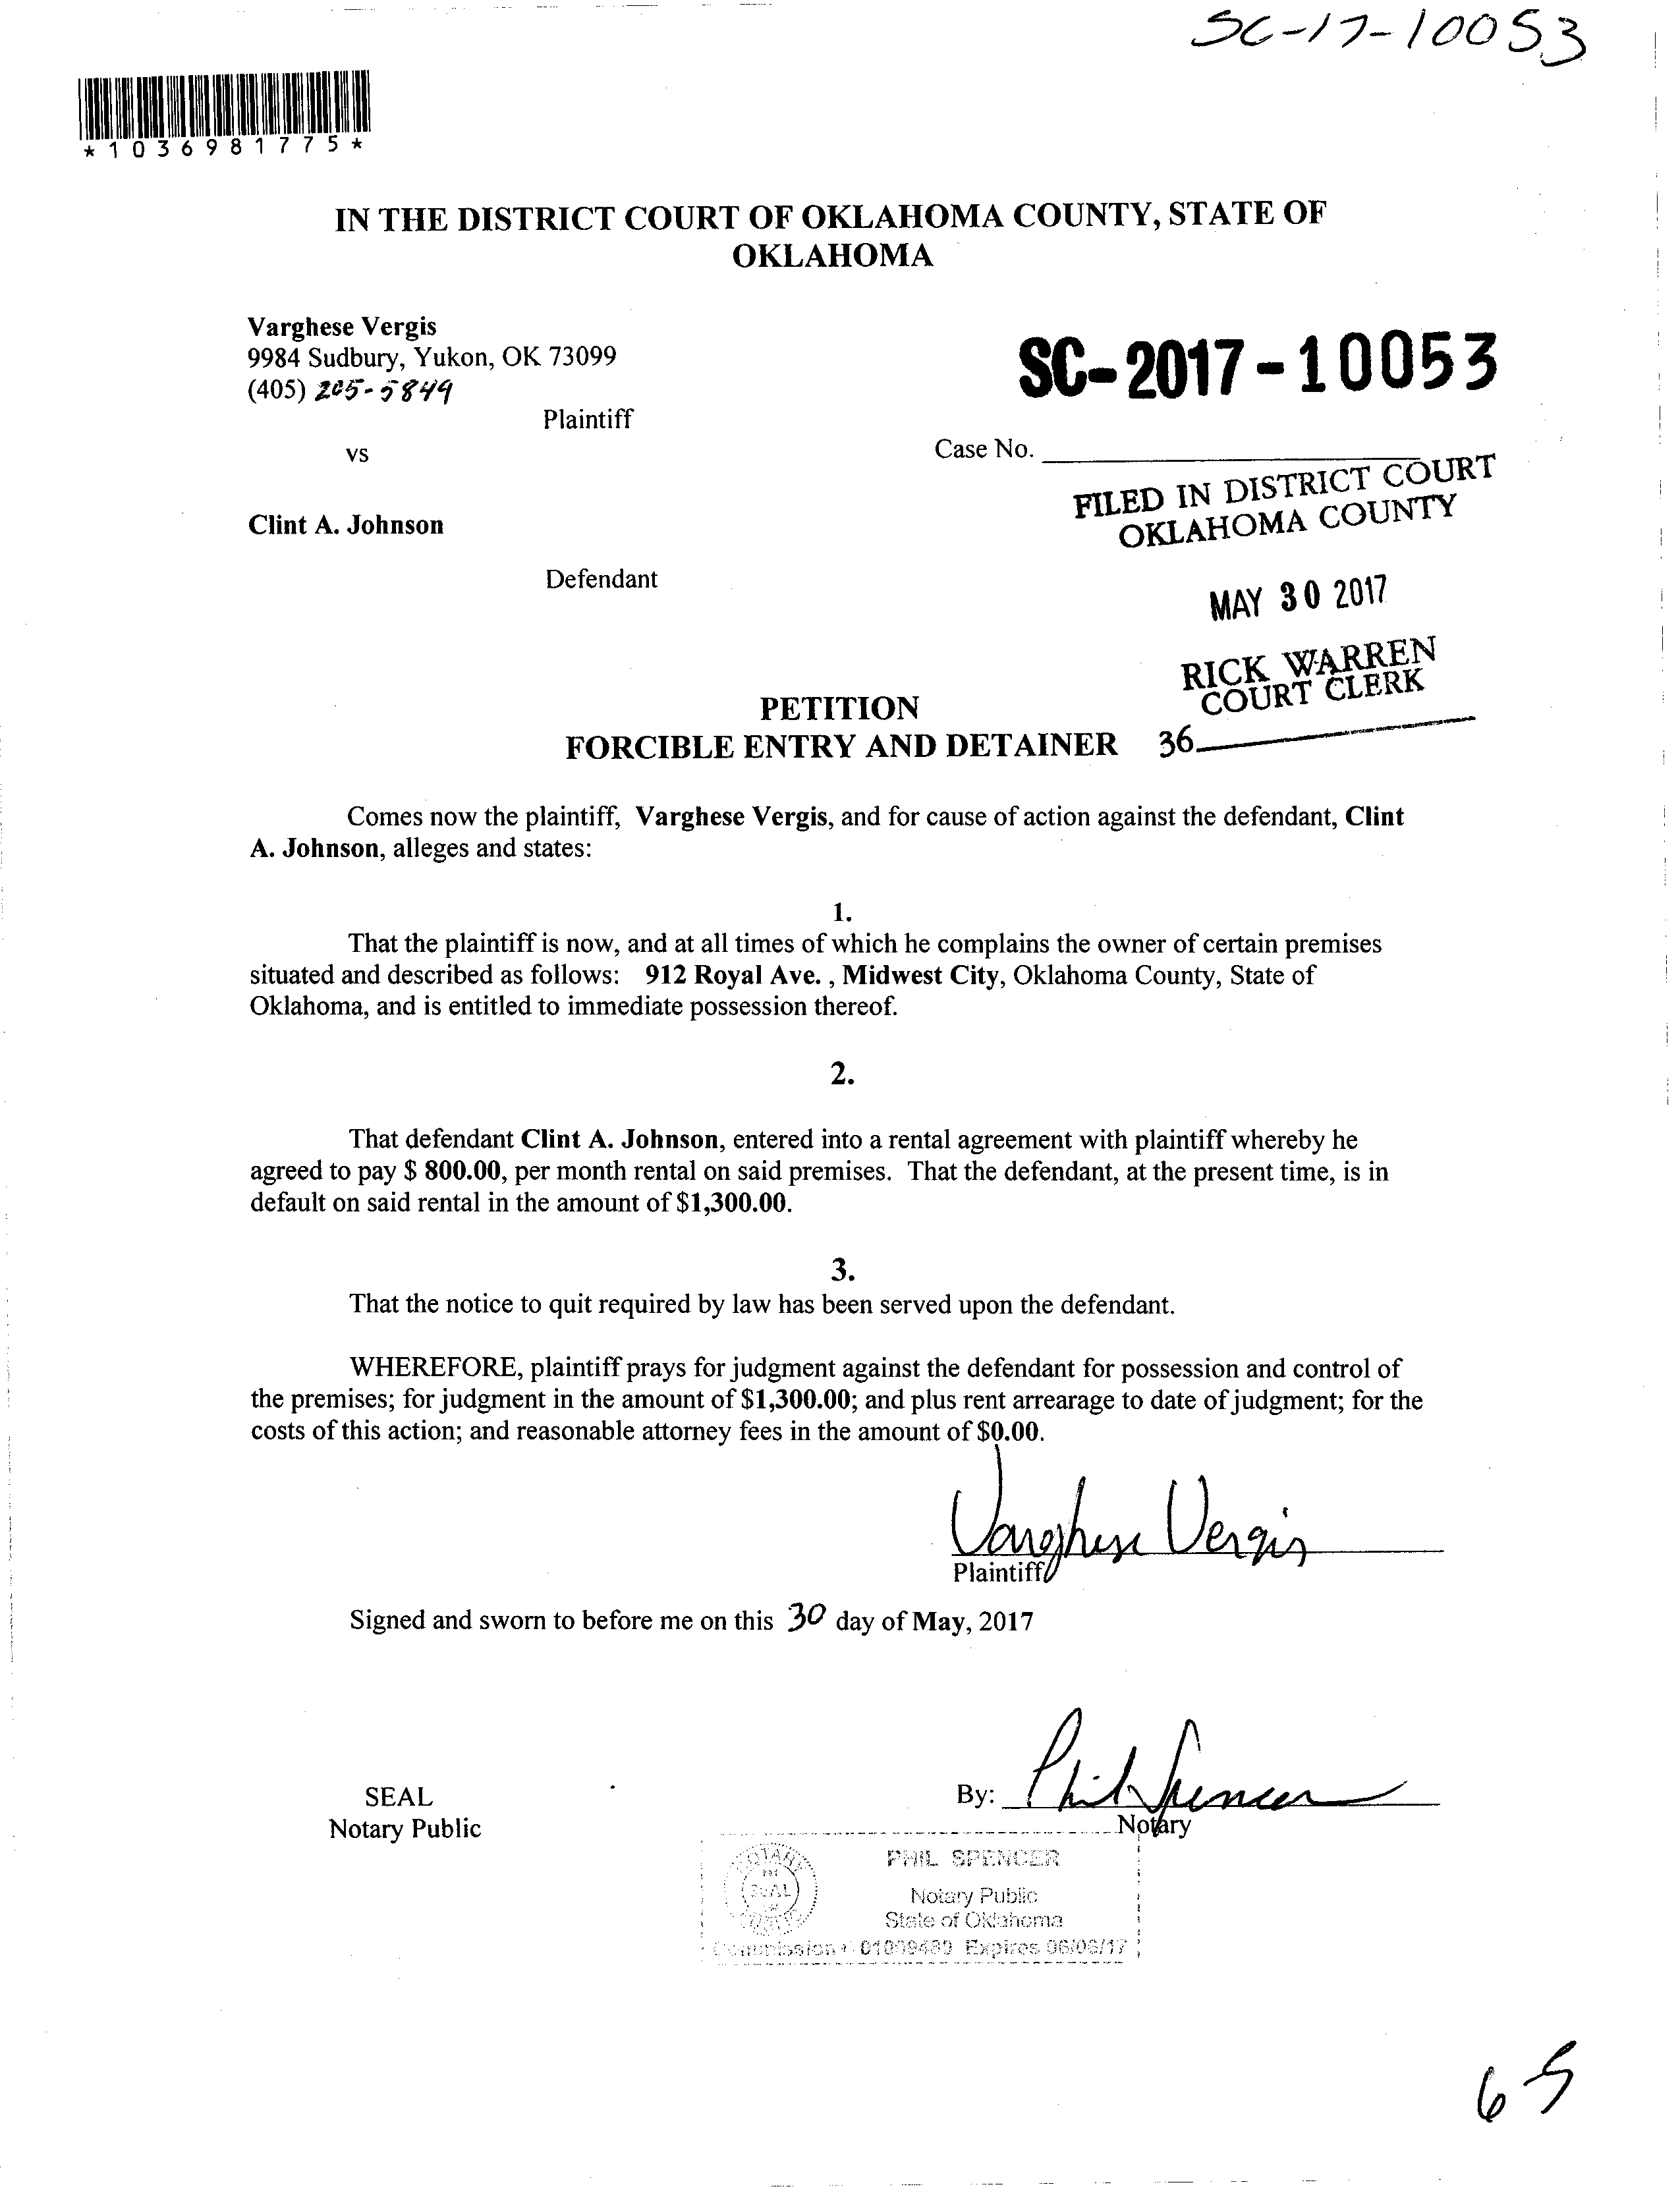 SC-17-10053
*1036981775*
IN THE DISTRICT COURT OF OKLAHOMA COUNTY, STATE OF
OKLAHOMA
Varghese Vergis
9984 Sudbury, Yukon, OK 73099
(405) 205-5849
Plaintiff
vs
Clint A. Johnson
Defendant
SC-2017-10053
Case No.
FILED IN DISTRICT COURT
OKLAHOMA COUNTY
MAY 30 2017
RICK WARREN
COURT CLERK
36
PETITION
FORCIBLE ENTRY AND DETAINER
Comes now the plaintiff, Varghese Vergis, and for cause of action against the defendant, Clint
A. Johnson, alleges and states:
1.
That the plaintiff is now, and at all times of which he complains the owner of certain premises
situated and described as follows: 912 Royal Ave. , Midwest City, Oklahoma County, State of
Oklahoma, and is entitled to immediate possession thereof.
2.
That defendant Clint A. Johnson, entered into a rental agreement with plaintiff whereby he
agreed to pay $ 800.00, per month rental on said premises. That the defendant, at the present time, is in
default on said rental in the amount of $1,300.00.
3.
That the notice to quit required by law has been served upon the defendant.
WHEREFORE, plaintiff prays for judgment against the defendant for possession and control of
the premises; for judgment in the amount of $1,300.00; and plus rent arrearage to date of judgment; for the
costs of this action; and reasonable attorney fees in the amount of $0.00.
Varghese Vergis
Plaintiff
Signed and sworn to before me on this 30 day of May, 2017
SEAL
Notary Public
By: Phil Spencer
Notary
PHIL SPENCER
Notary Public
State of Oklahoma
Commission # Expires 06/06/17